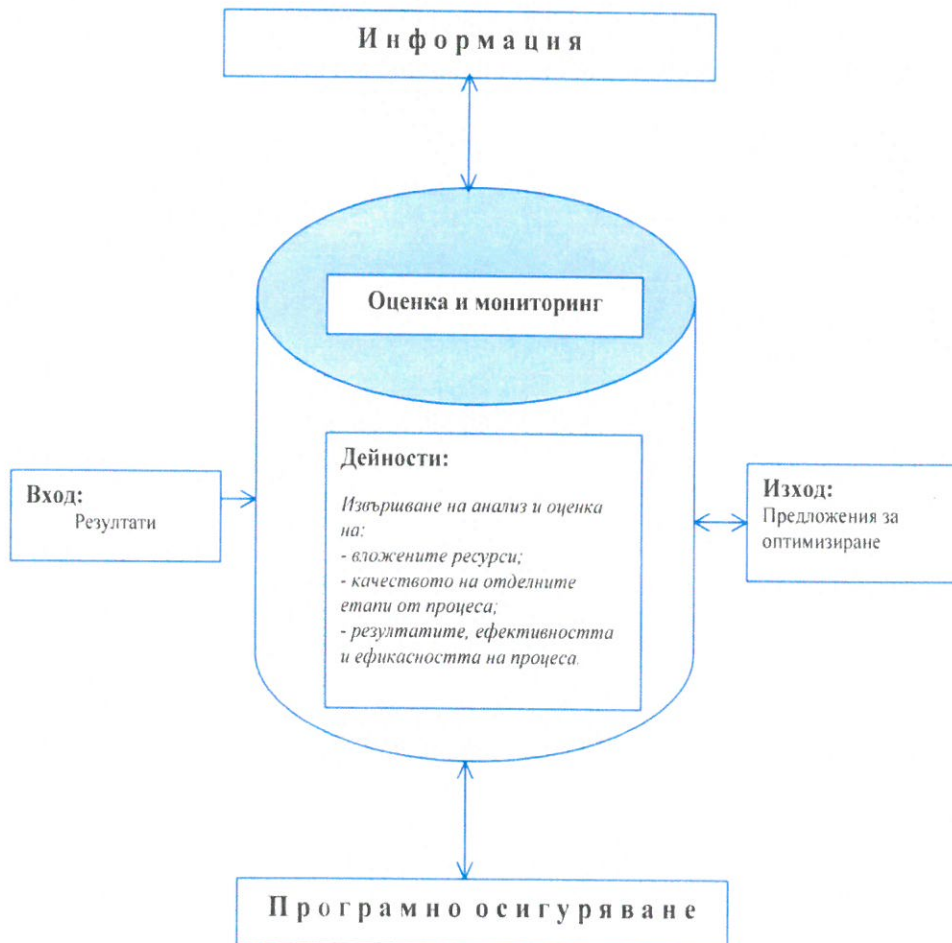 Информация
Оценка и мониторинг
Дейности:
Извършване на анализ и оценка
на:
- вложените ресурси;
- качеството на отделните
етапи от процеса;
- резултатите, ефективността
и ефикасността на процеса.
Вход:
Резултати
Изход:
Предложения за
оптимизиране
Програмно осигуряване